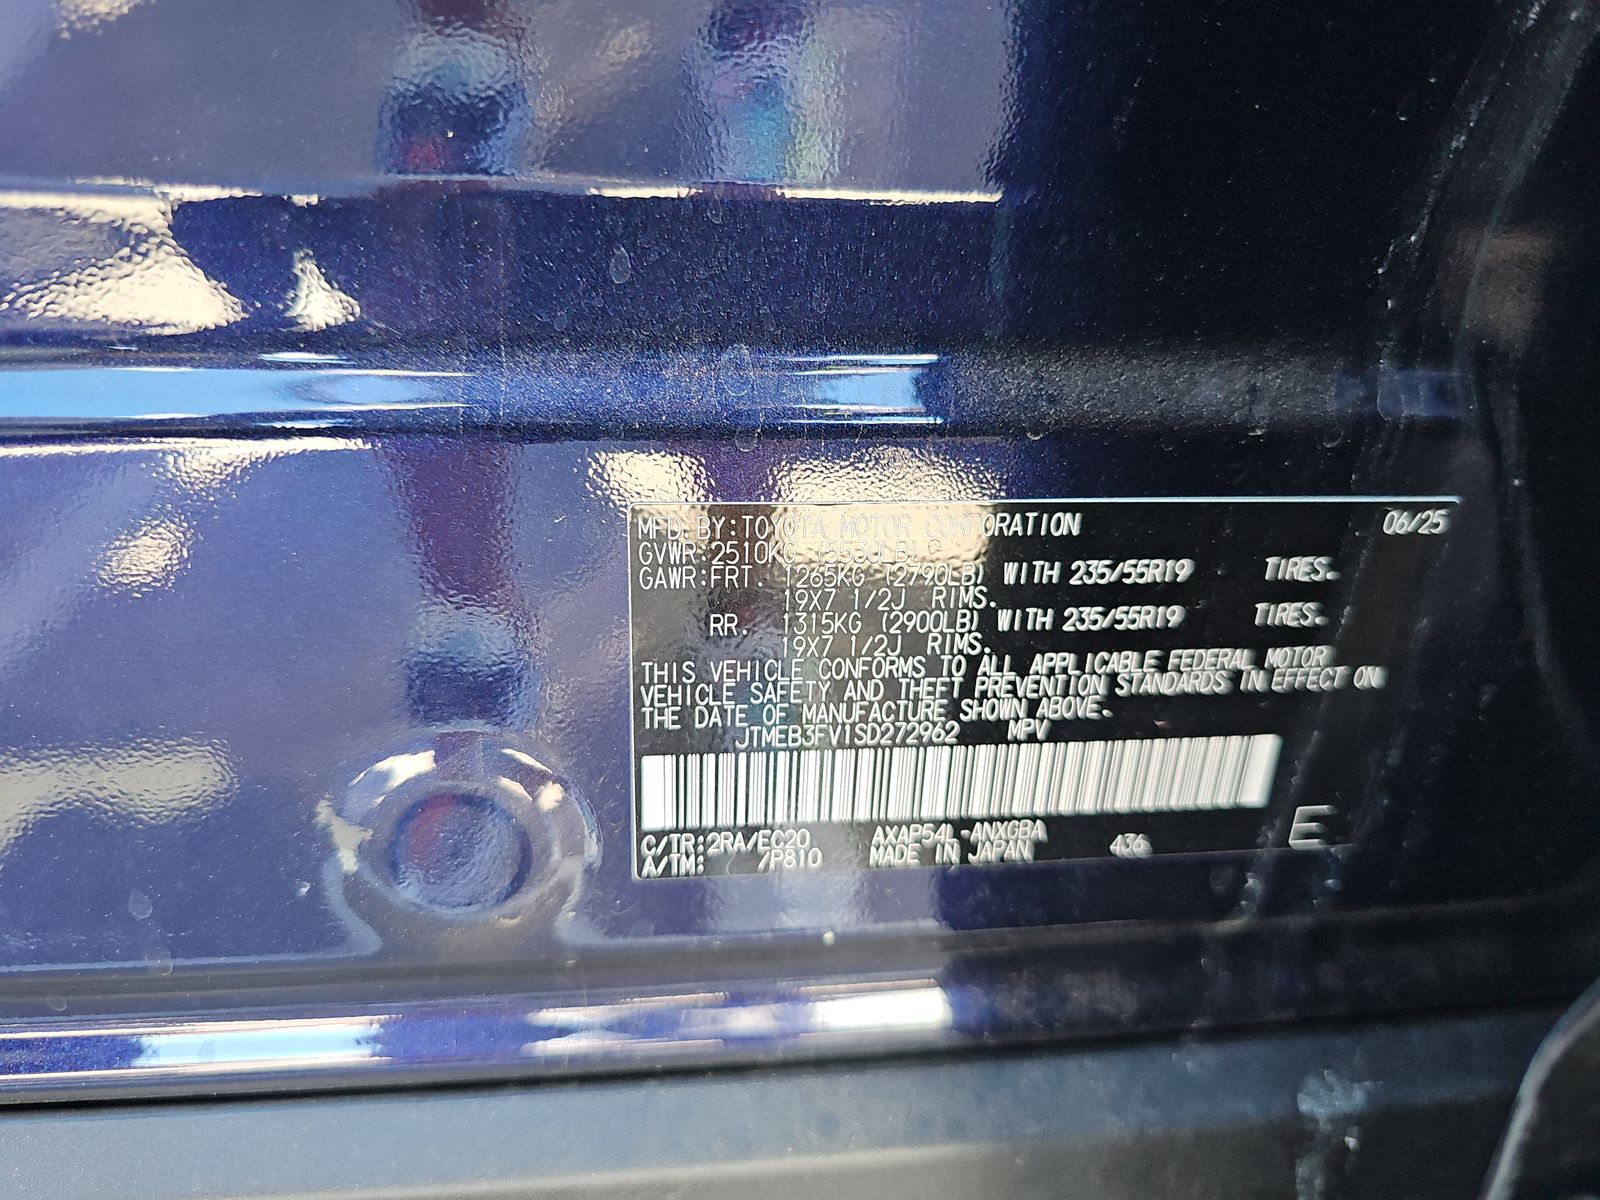 MFD.BY:TOYOTA MOTOR CORPORATION 06/25
GVWR:2510KG (5530LB)
GAWR:FRT. 1265KG (2790LB) WITH 235/55R19 TIRES.
19X7 1/2J RIMS.
RR. 1315KG (2900LB) WITH 235/55R19 TIRES.
19X7 1/2J RIMS.
THIS VEHICLE CONFORMS TO ALL APPLICABLE FEDERAL MOTOR
VEHICLE SAFETY AND THEFT PREVENTION STANDARDS IN EFFECT ON
THE DATE OF MANUFACTURE SHOWN ABOVE.
JTMEB3FV1SD272962 MPV
C/TR:2RA/EC20 AXAP54L-ANXGBA 436 E
A/TM: /P810 MADE IN JAPAN